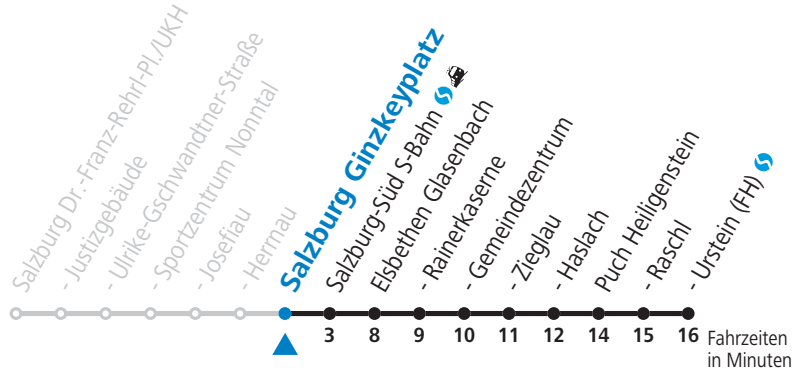 Salzburg Dr.-Franz-Rehrl-Pl./UKH
- Justizgebäude
- Ulrike-Gschwandtner-Straße
- Sportzentrum Nonntal
- Josefiau
- Herrnau
Salzburg Ginzkeyplatz
Salzburg-Süd S-Bahn
Elsbethen Glasenbach
- Rainerkaserne
- Gemeindezentrum
- Zieglau
- Haslach
Puch Heiligenstein
- Raschl
- Urstein (FH)
3 8 9 10 11 12 14 15 16
Fahrzeiten
in Minuten